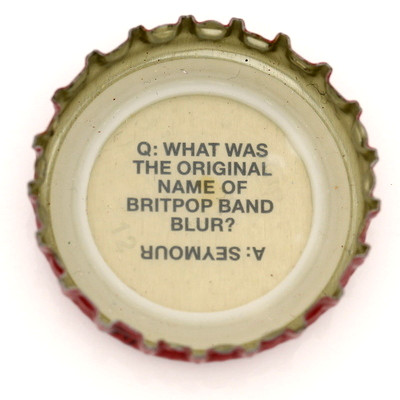 Q: WHAT WAS
THE ORIGINAL
NAME OF
BRITPOP BAND
BLUR?
A: SEYMOUR